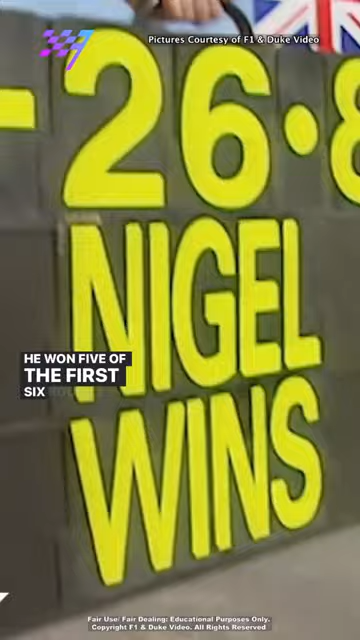 Pictures Courtesy of F1 & Duke Video
-26.8
NIGEL
WINS
HE WON FIVE OF
THE FIRST
SIX
Fair Use/ Fair Dealing: Educational Purposes Only.
Copyright F1 & Duke Video. All Rights Reserved